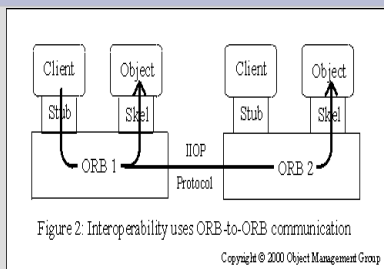 Client Object Client Object
Stub Skel Stub Skel
IIOP
ORB 1 ORB 2
Protocol
Figure 2: Interoperability uses ORB-to-ORB communication
Copyright © 2000 Object Management Group